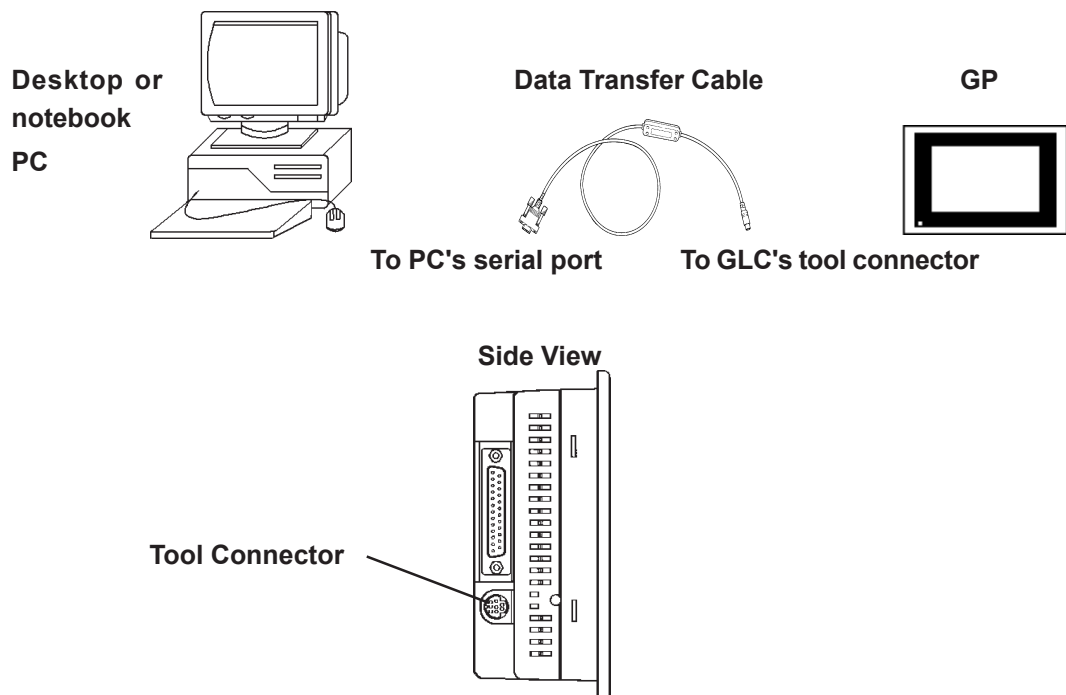 Desktop or
notebook
PC
Data Transfer Cable
GP
To PC's serial port
To GLC's tool connector
Side View
Tool Connector